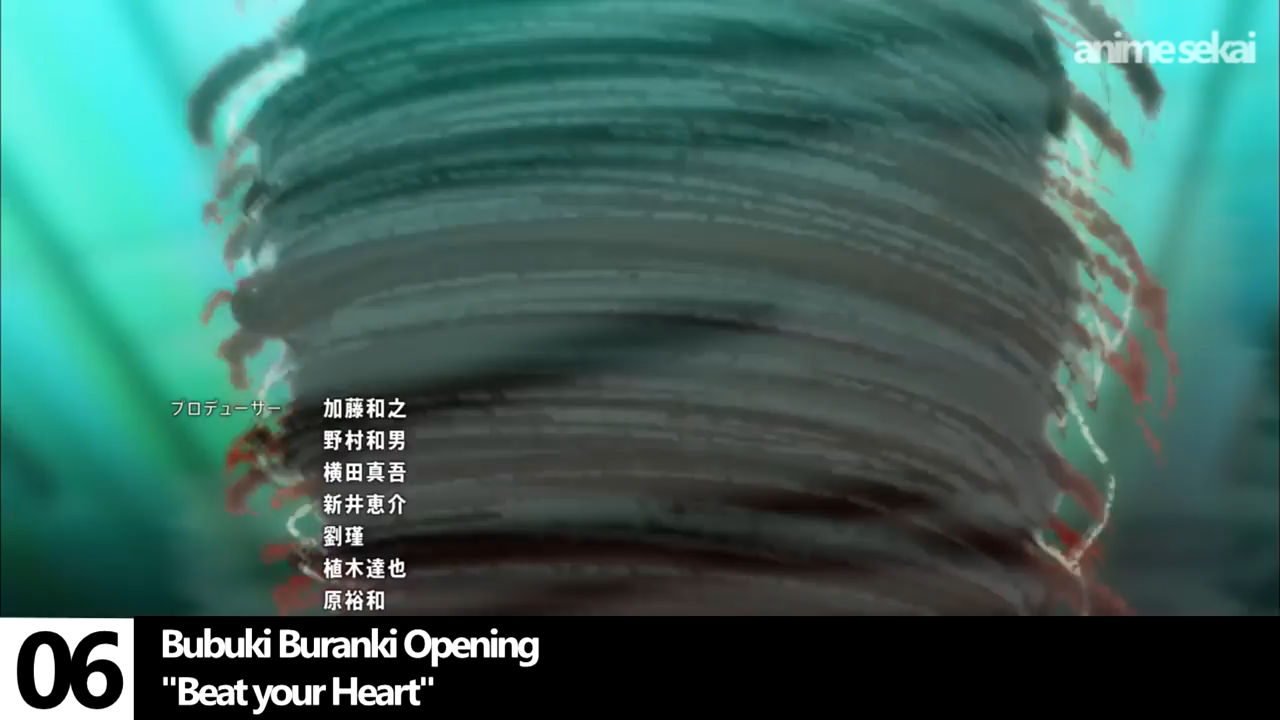 anime sekai
プロデューサー 加藤和之
野村和男
横田真吾
新井恵介
劉瑾
植木達也
原裕和
06
Bubuki Buranki Opening
"Beat your Heart"